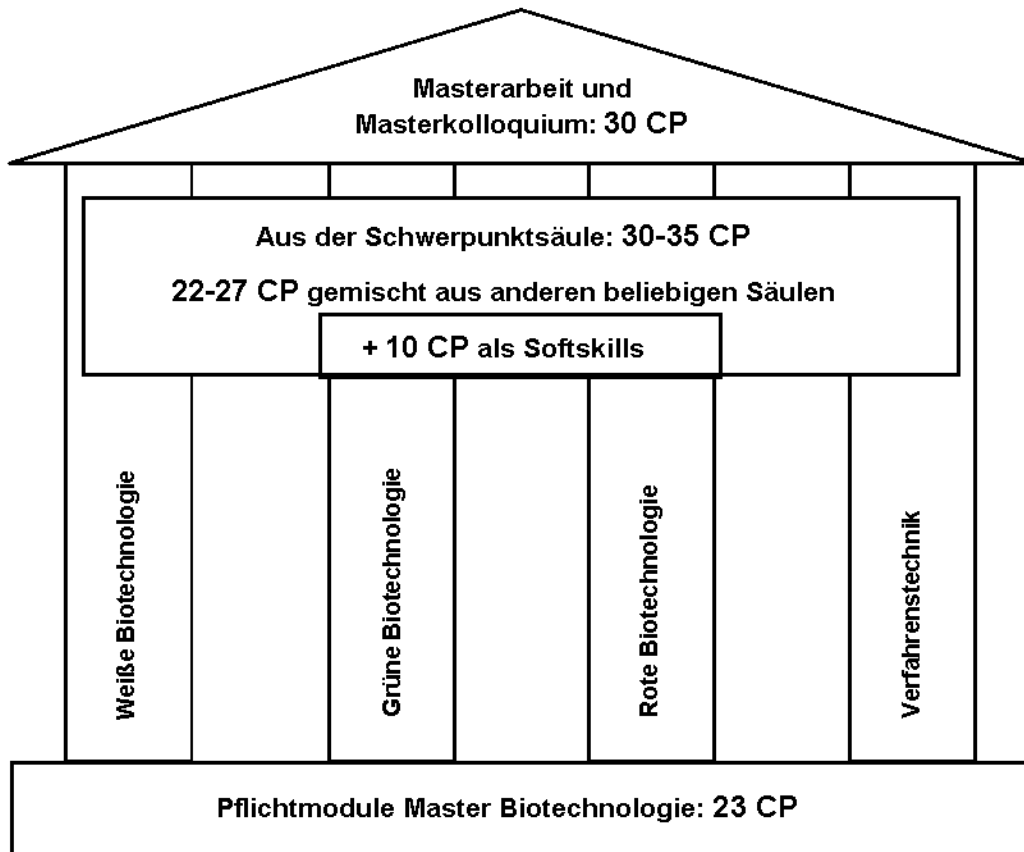 Masterarbeit und
Masterkolloquium: 30 CP
Aus der Schwerpunktsäule: 30-35 CP
22-27 CP gemischt aus anderen beliebigen Säulen
+ 10 CP als Softskills
Weiße Biotechnologie
Grüne Biotechnologie
Rote Biotechnologie
Verfahrenstechnik
Pflichtmodule Master Biotechnologie: 23 CP